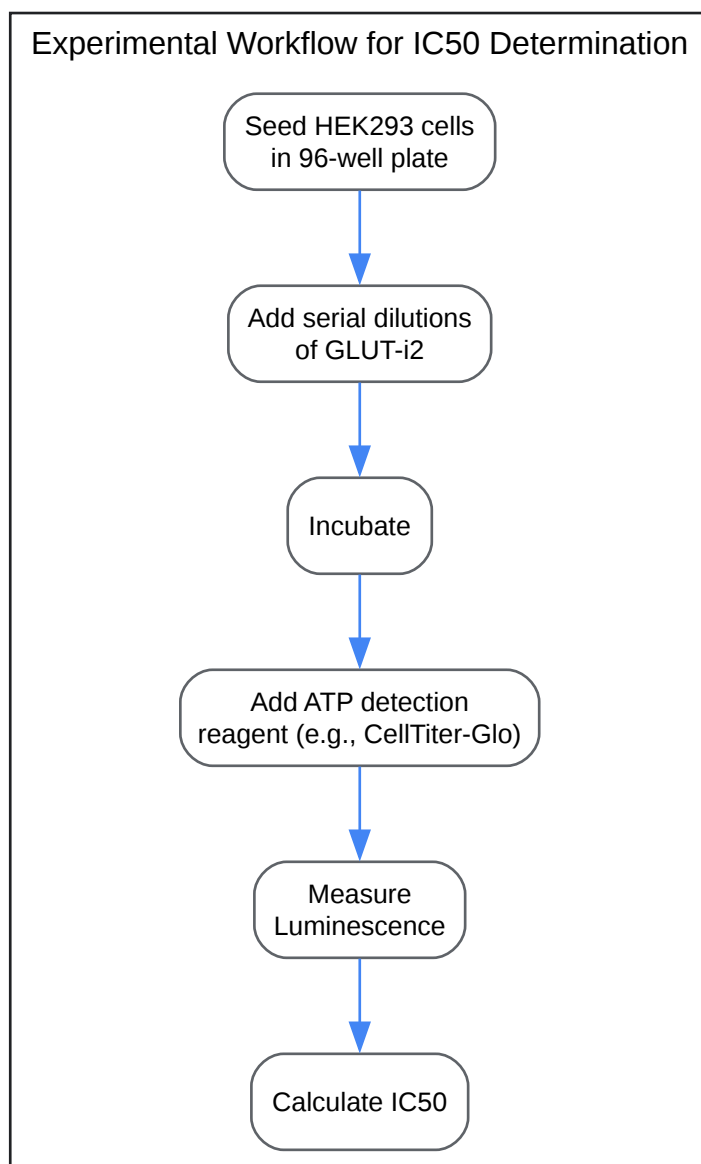 Experimental Workflow for IC50 Determination
Seed HEK293 cells
in 96-well plate
Add serial dilutions
of GLUT-i2
Incubate
Add ATP detection
reagent (e.g., CellTiter-Glo)
Measure
Luminescence
Calculate IC50